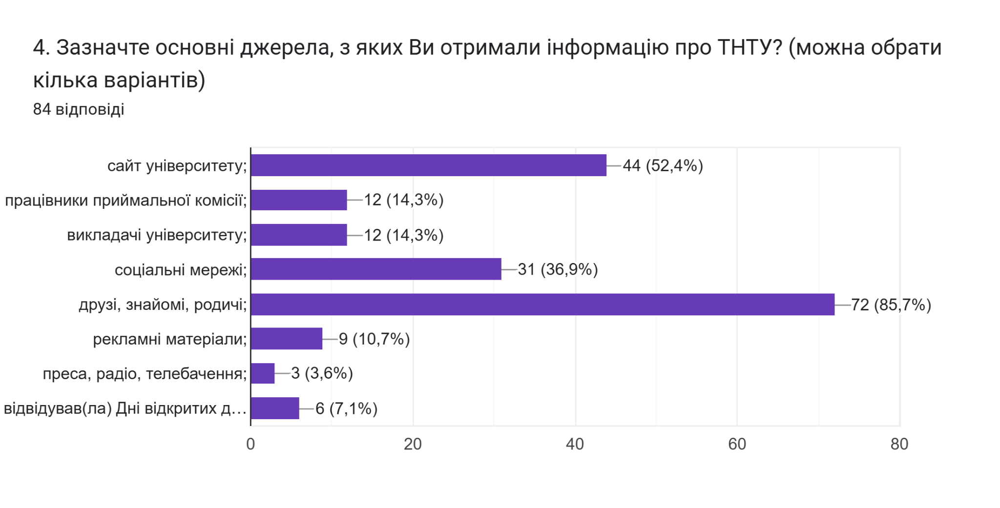 4. Зазначте основні джерела, з яких Ви отримали інформацію про ТНТУ? (можна обрати
кілька варіантів)
84 відповіді
сайт університету; 44 (52,4%)
працівники приймальної комісії; 12 (14,3%)
викладачі університету; 12 (14,3%)
соціальні мережі; 31 (36,9%)
друзі, знайомі, родичі; 72 (85,7%)
рекламні матеріали; 9 (10,7%)
преса, радіо, телебачення; 3 (3,6%)
відвідував(ла) Дні відкритих д... 6 (7,1%)
0 20 40 60 80